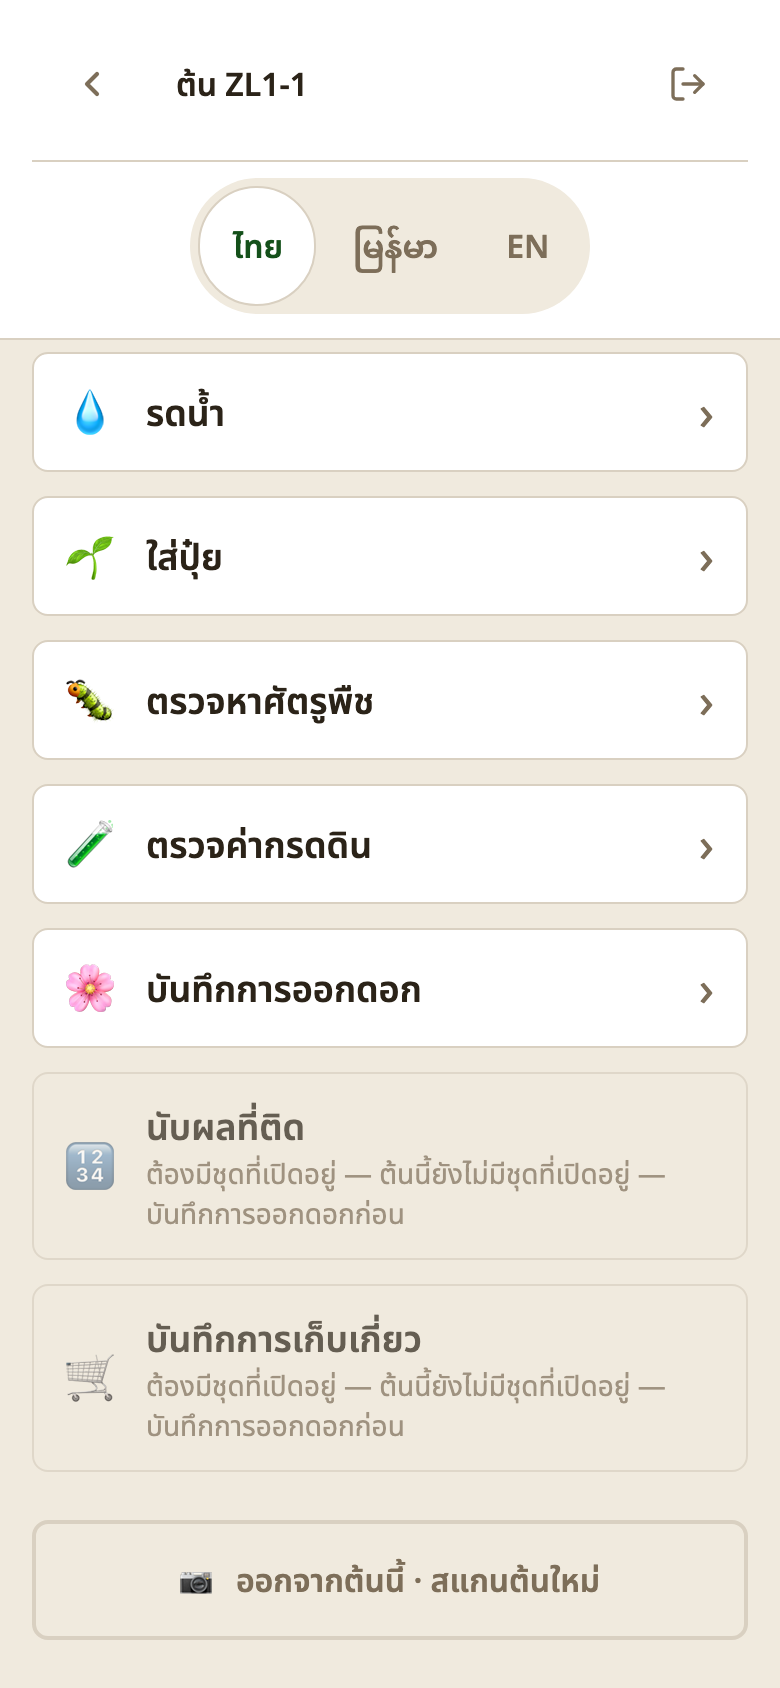 ต้น ZL1-1
ไทย မြန်မာ EN
รดน้ำ
ใส่ปุ๋ย
ตรวจหาศัตรูพืช
ตรวจค่ากรดดิน
บันทึกการออกดอก
1234
นับผลที่ติด
ต้องมีชุดที่เปิดอยู่ — ต้นนี้ยังไม่มีชุดที่เปิดอยู่ —
บันทึกการออกดอกก่อน
บันทึกการเก็บเกี่ยว
ต้องมีชุดที่เปิดอยู่ — ต้นนี้ยังไม่มีชุดที่เปิดอยู่ —
บันทึกการออกดอกก่อน
ออกจากต้นนี้ · สแกนต้นใหม่